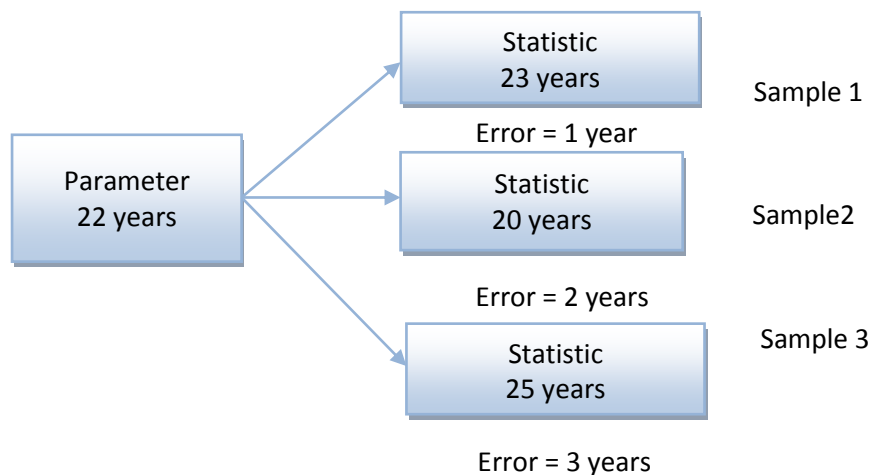 Statistic
23 years
Sample 1
Error = 1 year
Parameter
22 years
Statistic
20 years
Sample2
Error = 2 years
Statistic
25 years
Sample 3
Error = 3 years